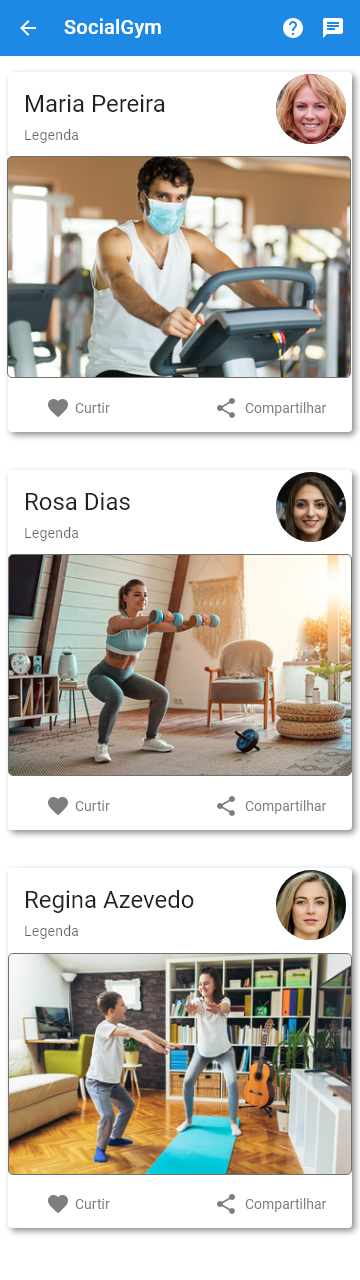 SocialGym
Maria Pereira
Legenda
Curtir
Compartilhar
Rosa Dias
Legenda
Curtir
Compartilhar
Regina Azevedo
Legenda
Curtir
Compartilhar